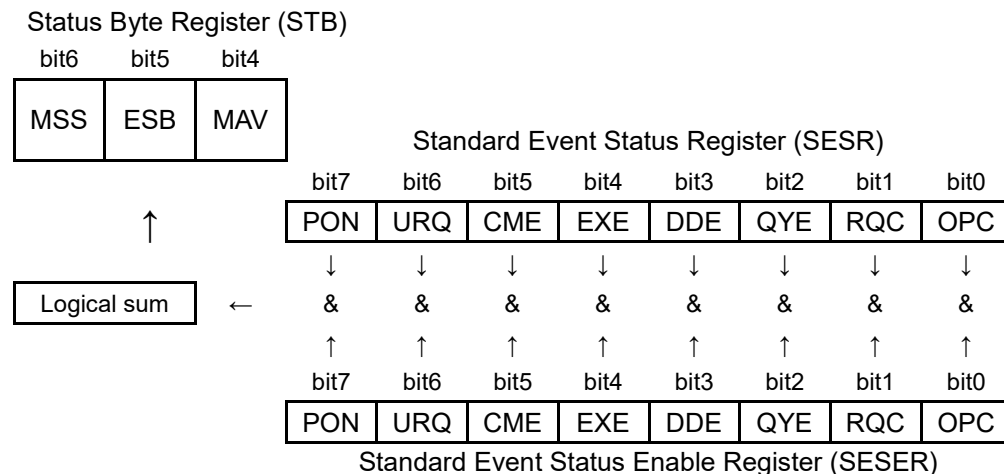 Status Byte Register (STB)
bit6 bit5 bit4
MSS ESB MAV
Standard Event Status Register (SESR)
bit7 bit6 bit5 bit4 bit3 bit2 bit1 bit0
PON URQ CME EXE DDE QYE RQC OPC
↑
↓ ↓ ↓ ↓ ↓ ↓ ↓ ↓
Logical sum ← & & & & & & & &
↑ ↑ ↑ ↑ ↑ ↑ ↑ ↑
bit7 bit6 bit5 bit4 bit3 bit2 bit1 bit0
PON URQ CME EXE DDE QYE RQC OPC
Standard Event Status Enable Register (SESER)